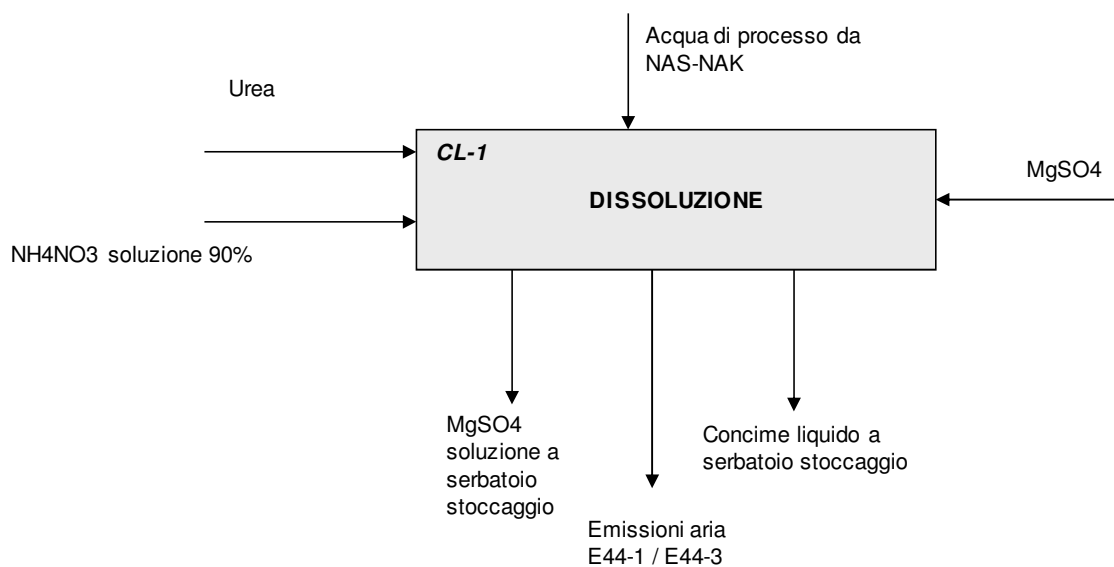 Acqua di processo da
NAS-NAK
Urea
CL-1
MgSO4
DISSOLUZIONE
NH4NO3 soluzione 90%
MgSO4
soluzione a
serbatoio
stoccaggio
Concime liquido a
serbatoio stoccaggio
Emissioni aria
E44-1 / E44-3